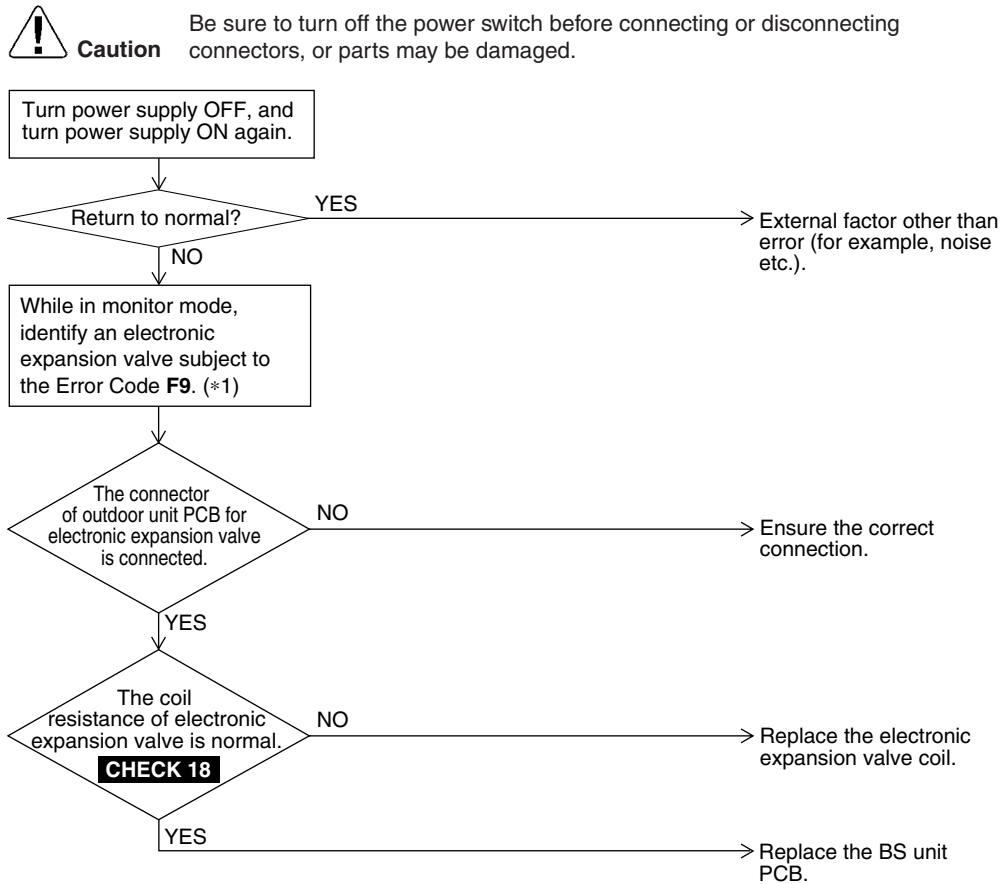 Be sure to turn off the power switch before connecting or disconnecting
Caution connectors, or parts may be damaged.
Turn power supply OFF, and
turn power supply ON again.
Return to normal?
YES
External factor other than
error (for example, noise
etc.).
NO
While in monitor mode,
identify an electronic
expansion valve subject to
the Error Code F9. (*1)
The connector
of outdoor unit PCB for
electronic expansion valve
is connected.
NO
Ensure the correct
connection.
YES
The coil
resistance of electronic
expansion valve is normal.
CHECK 18
NO
Replace the electronic
expansion valve coil.
YES
Replace the BS unit
PCB.